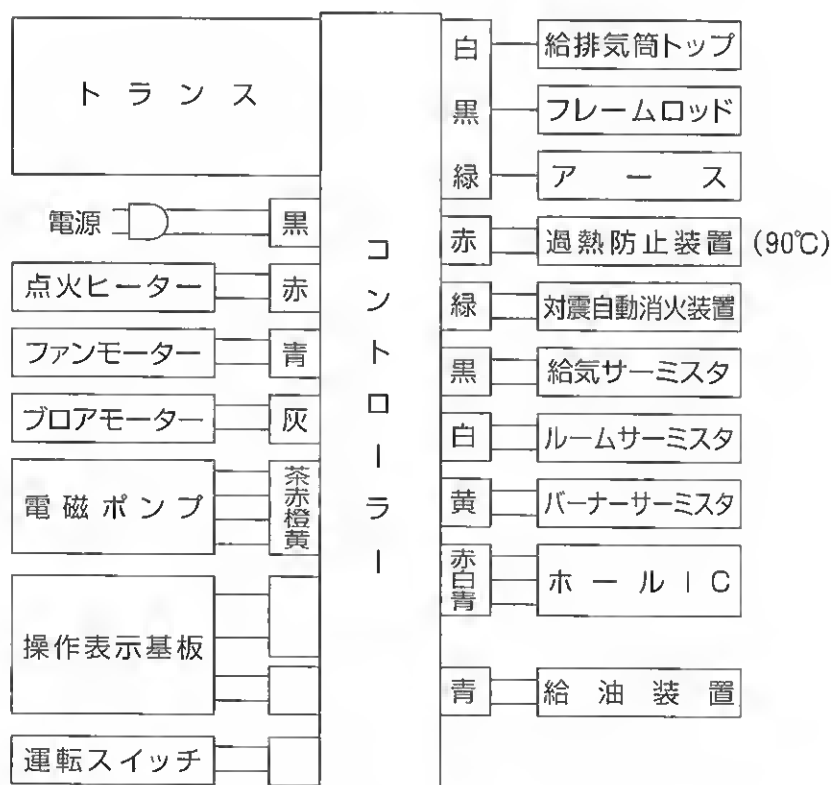 トランス
電源
黒
点火ヒーター
赤
ファンモーター
青
ブロアモーター
灰
電磁ポンプ
茶
赤
橙
黄
操作表示基板
運転スイッチ
コントローラー
白
給排気筒トップ
黒
フレームロッド
緑
アース
赤
過熱防止装置 (90℃)
緑
対震自動消火装置
黒
給気サーミスタ
白
ルームサーミスタ
黄
バーナーサーミスタ
赤
白
青
ホールIC
青
給油装置